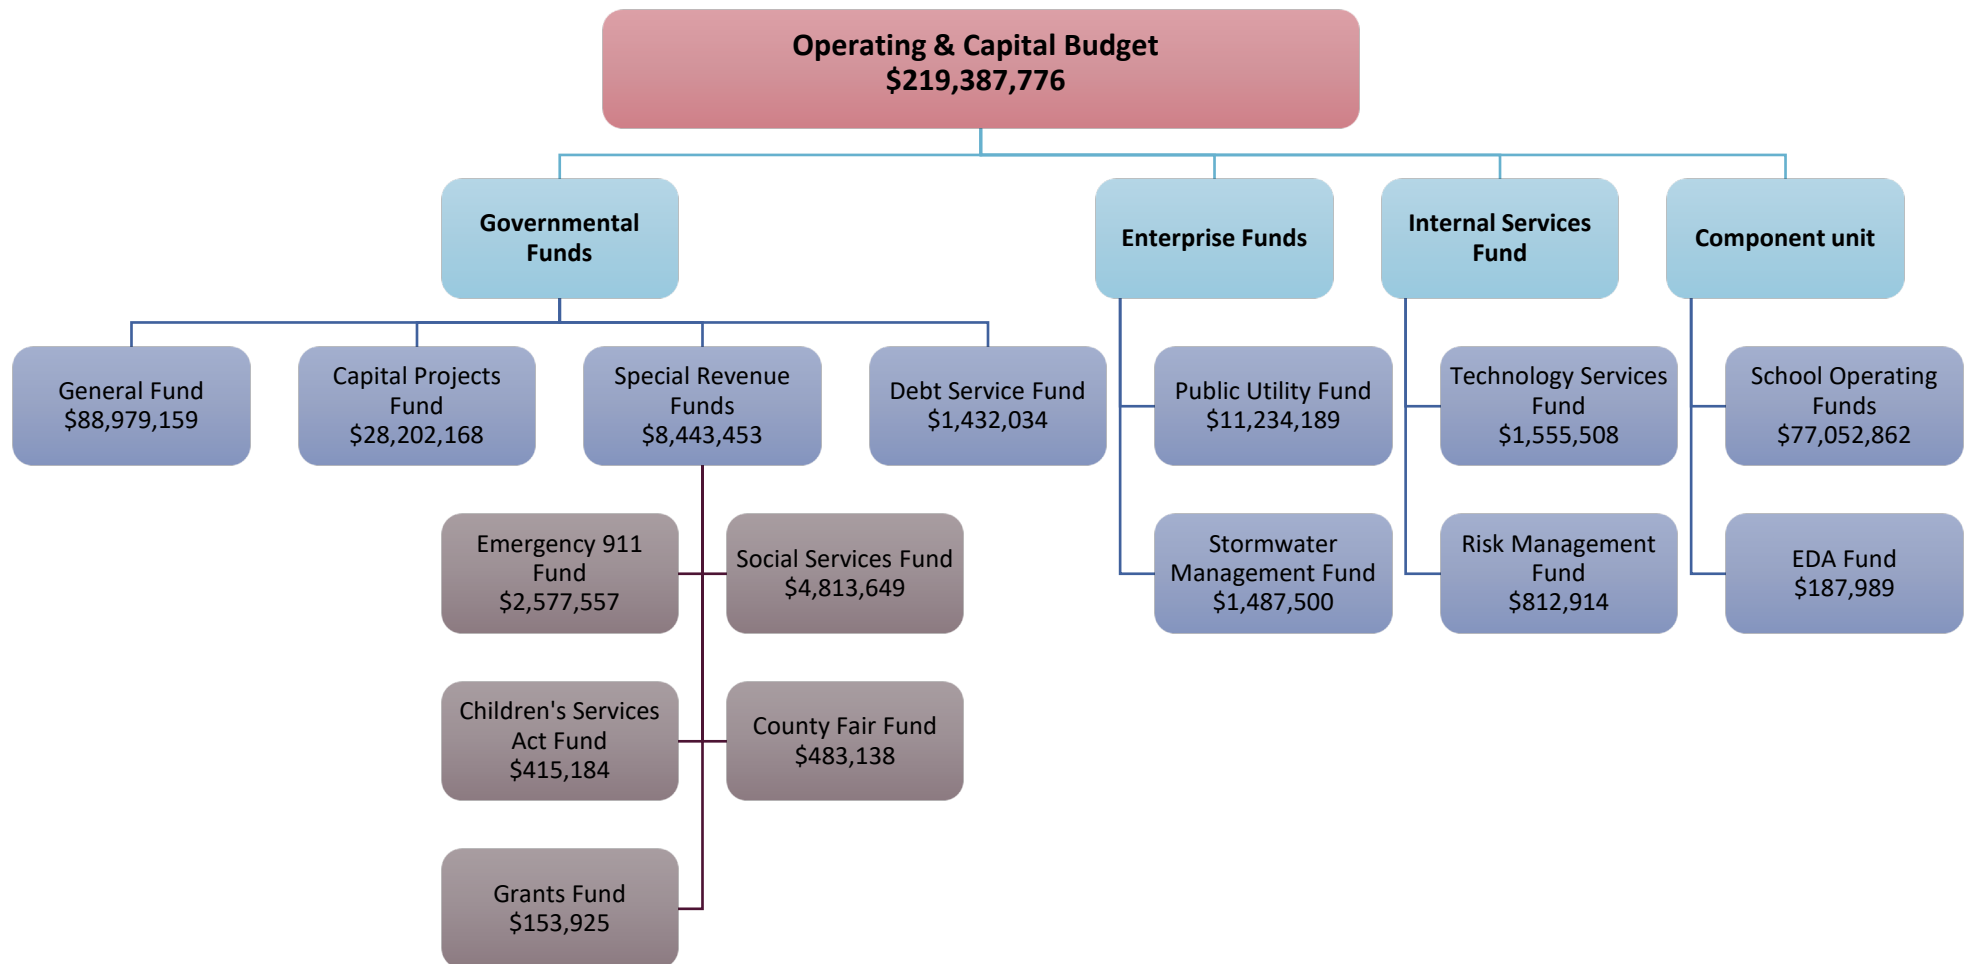 Operating & Capital Budget
$219,387,776
Governmental
Funds
Enterprise Funds
Internal Services
Fund
Component unit
General Fund
$88,979,159
Capital Projects
Fund
$28,202,168
Special Revenue
Funds
$8,443,453
Debt Service Fund
$1,432,034
Public Utility Fund
$11,234,189
Technology Services
Fund
$1,555,508
School Operating
Funds
$77,052,862
Emergency 911
Fund
$2,577,557
Social Services Fund
$4,813,649
Stormwater
Management Fund
$1,487,500
Risk Management
Fund
$812,914
EDA Fund
$187,989
Children's Services
Act Fund
$415,184
County Fair Fund
$483,138
Grants Fund
$153,925